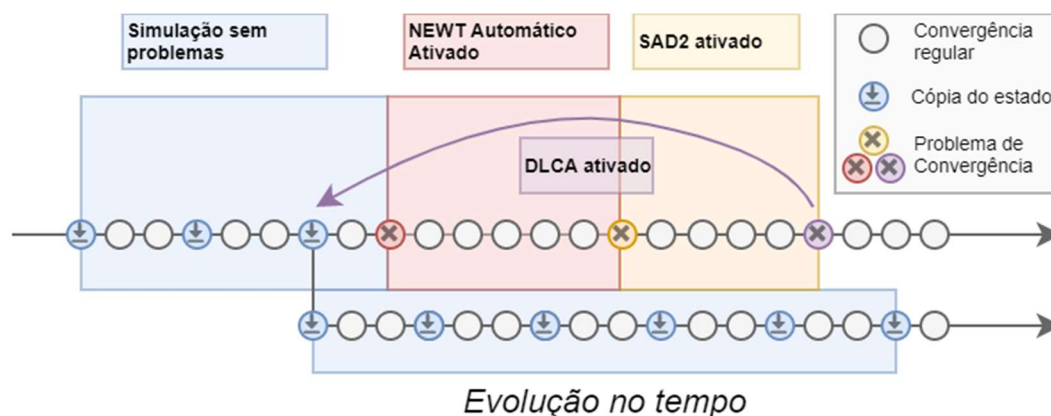 Simulação sem
problemas
NEWT Automático
Ativado
SAD2 ativado
Convergência
regular
Cópia do estado
Problema de
Convergência
DLCA ativado
Evolução no tempo